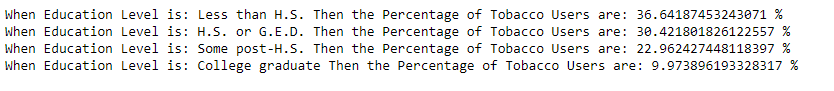 When Education Level is: Less than H.S. Then the Percentage of Tobacco Users are: 36.64187453243071 %
When Education Level is: H.S. or G.E.D. Then the Percentage of Tobacco Users are: 30.421801826122557 %
When Education Level is: Some post-H.S. Then the Percentage of Tobacco Users are: 22.962427448118397 %
When Education Level is: College graduate Then the Percentage of Tobacco Users are: 9.973896193328317 %